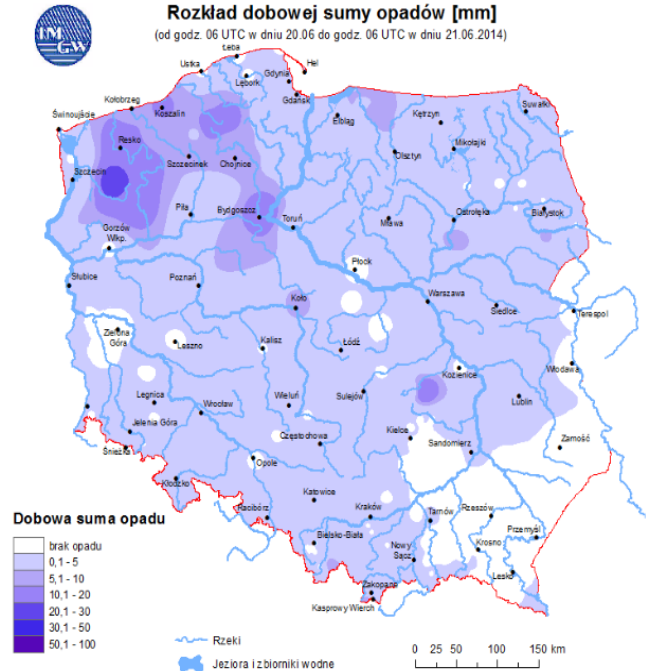 IM
GW
Rozkład dobowej sumy opadów [mm]
(od godz. 06 UTC w dniu 20.06 do godz. 06 UTC w dniu 21.06.2014)
Łeba
Ustka
Hel
Lębork
Gdynia
Kołobrzeg
Koszalin
Gdańsk
Suwałki
Świnoujście
Elbląg
Kętrzyn
Resko
Mikołajki
Szczecinek
Chojnice
Olsztyn
Szczecin
Piła
Bydgoszcz
Toruń
Mława
Ostrołęka
Białystok
Gorzów
Wlkp.
Płock
Słubice
Poznań
Koło
Warszawa
Siedlce
Terespol
Zielona
Góra
Leszno
Kalisz
Łódź
Kozienice
Włodawa
Legnica
Wrocław
Wieluń
Sulejów
Lublin
Jelenia Góra
Częstochowa
Kielce
Sandomierz
Zamość
Śnieżka
Opole
Kłodzko
Katowice
Racibórz
Kraków
Tarnów
Rzeszów
Przemyśl
Bielsko-Biała
Nowy
Sącz
Krosno
Lesko
Zakopane
Kasprowy Wierch
Dobowa suma opadu
brak opadu
0,1 - 5
5,1 - 10
10,1 - 20
20,1 - 30
30,1 - 50
50,1 - 100
Rzeki
Jeziora i zbiorniki wodne
0 25 50 100 150 km